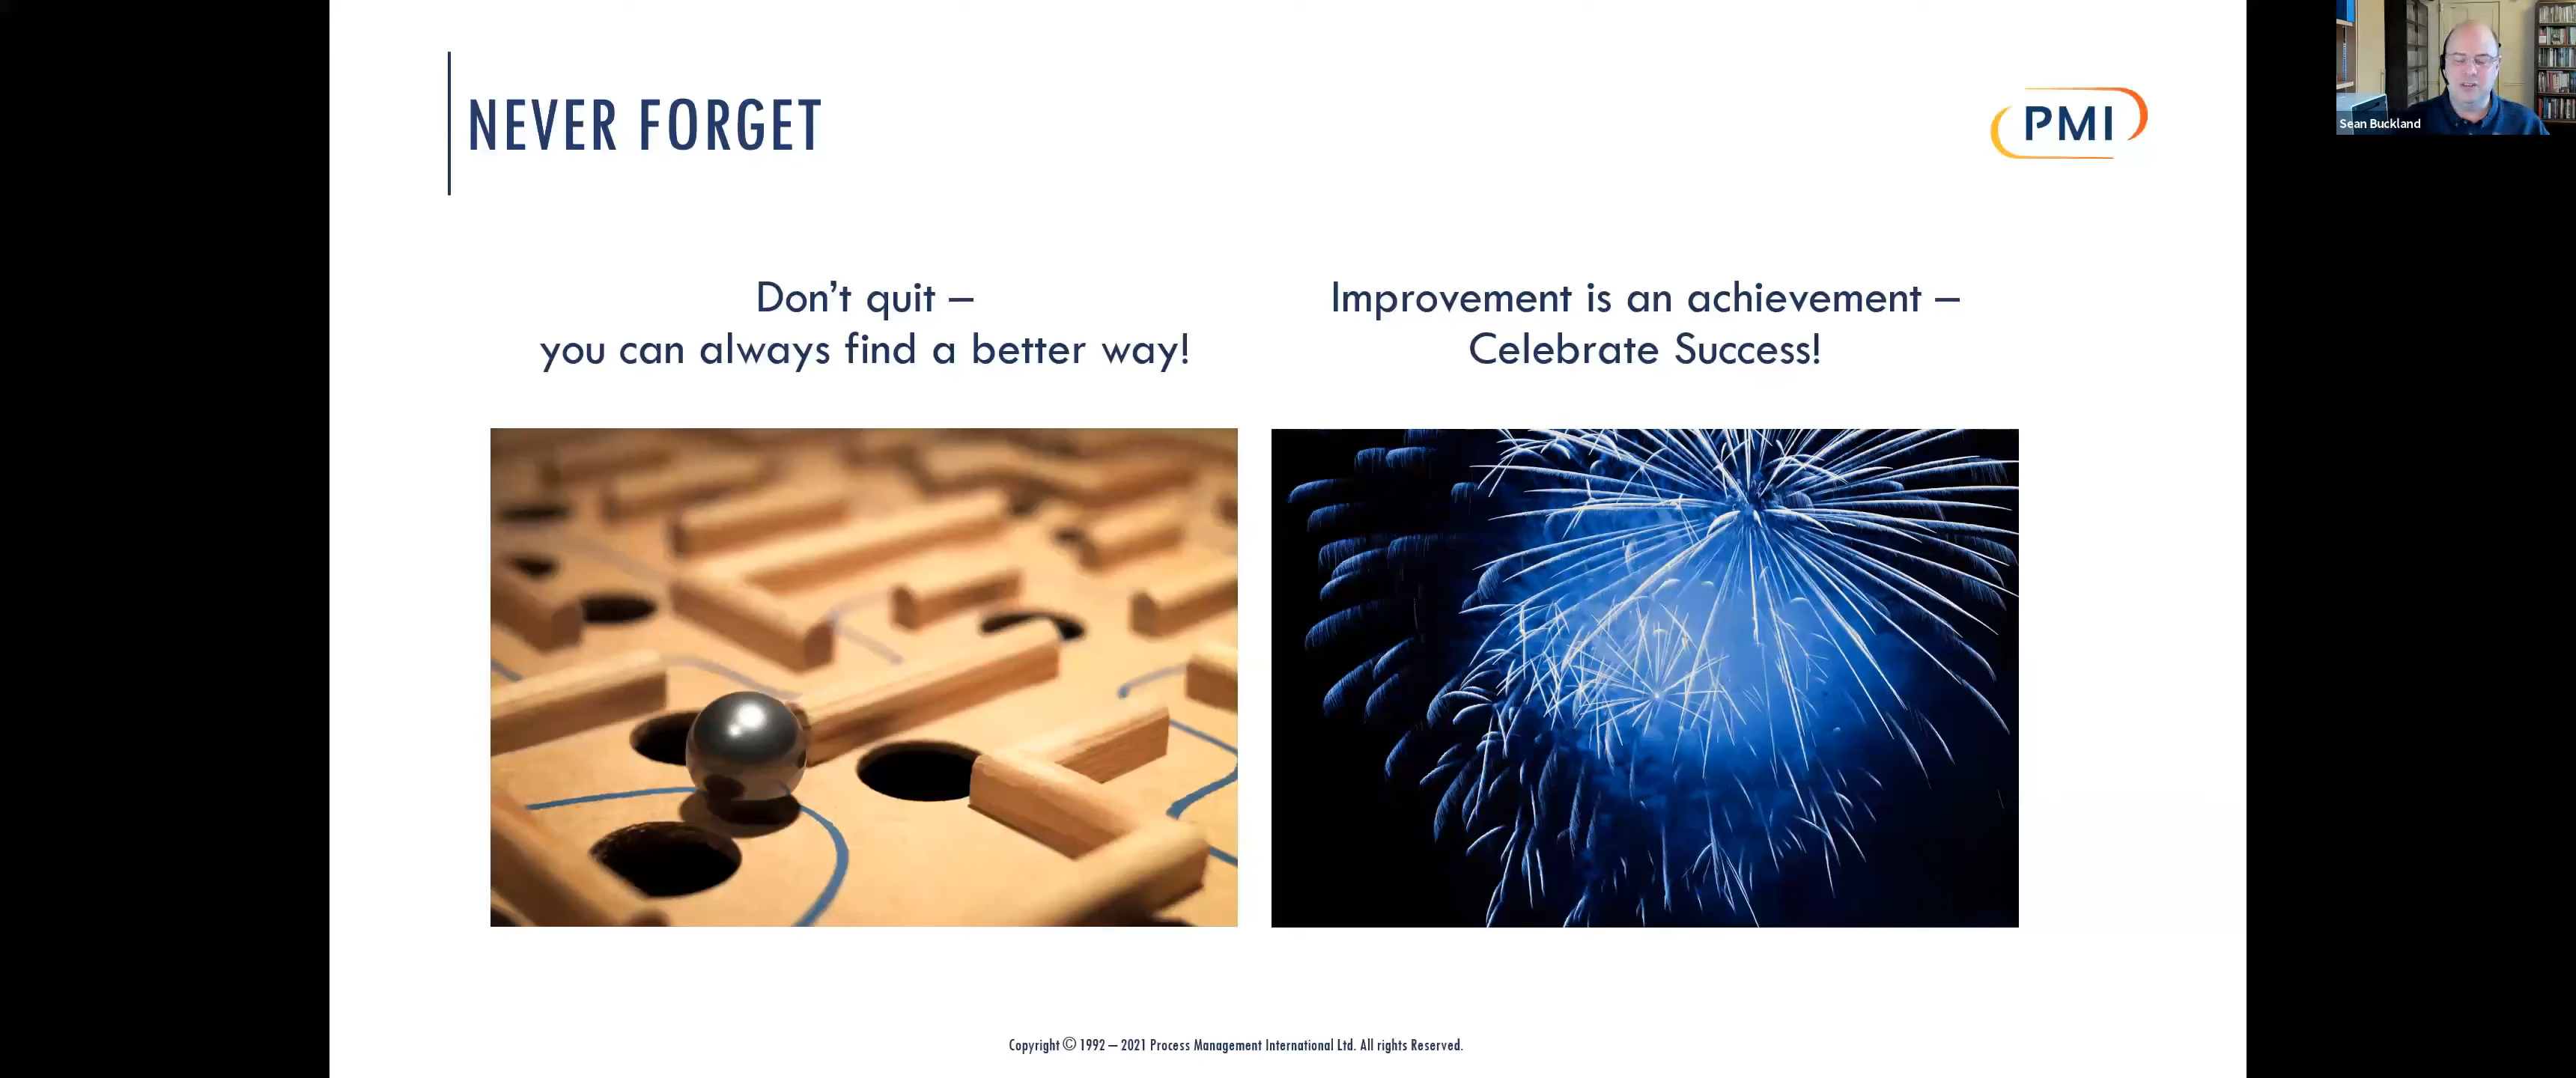 NEVER FORGET
PMI
Sean Buckland
Don't quit –
you can always find a better way!
Improvement is an achievement –
Celebrate Success!
Copyright © 1992 – 2021 Process Management International Ltd. All rights Reserved.